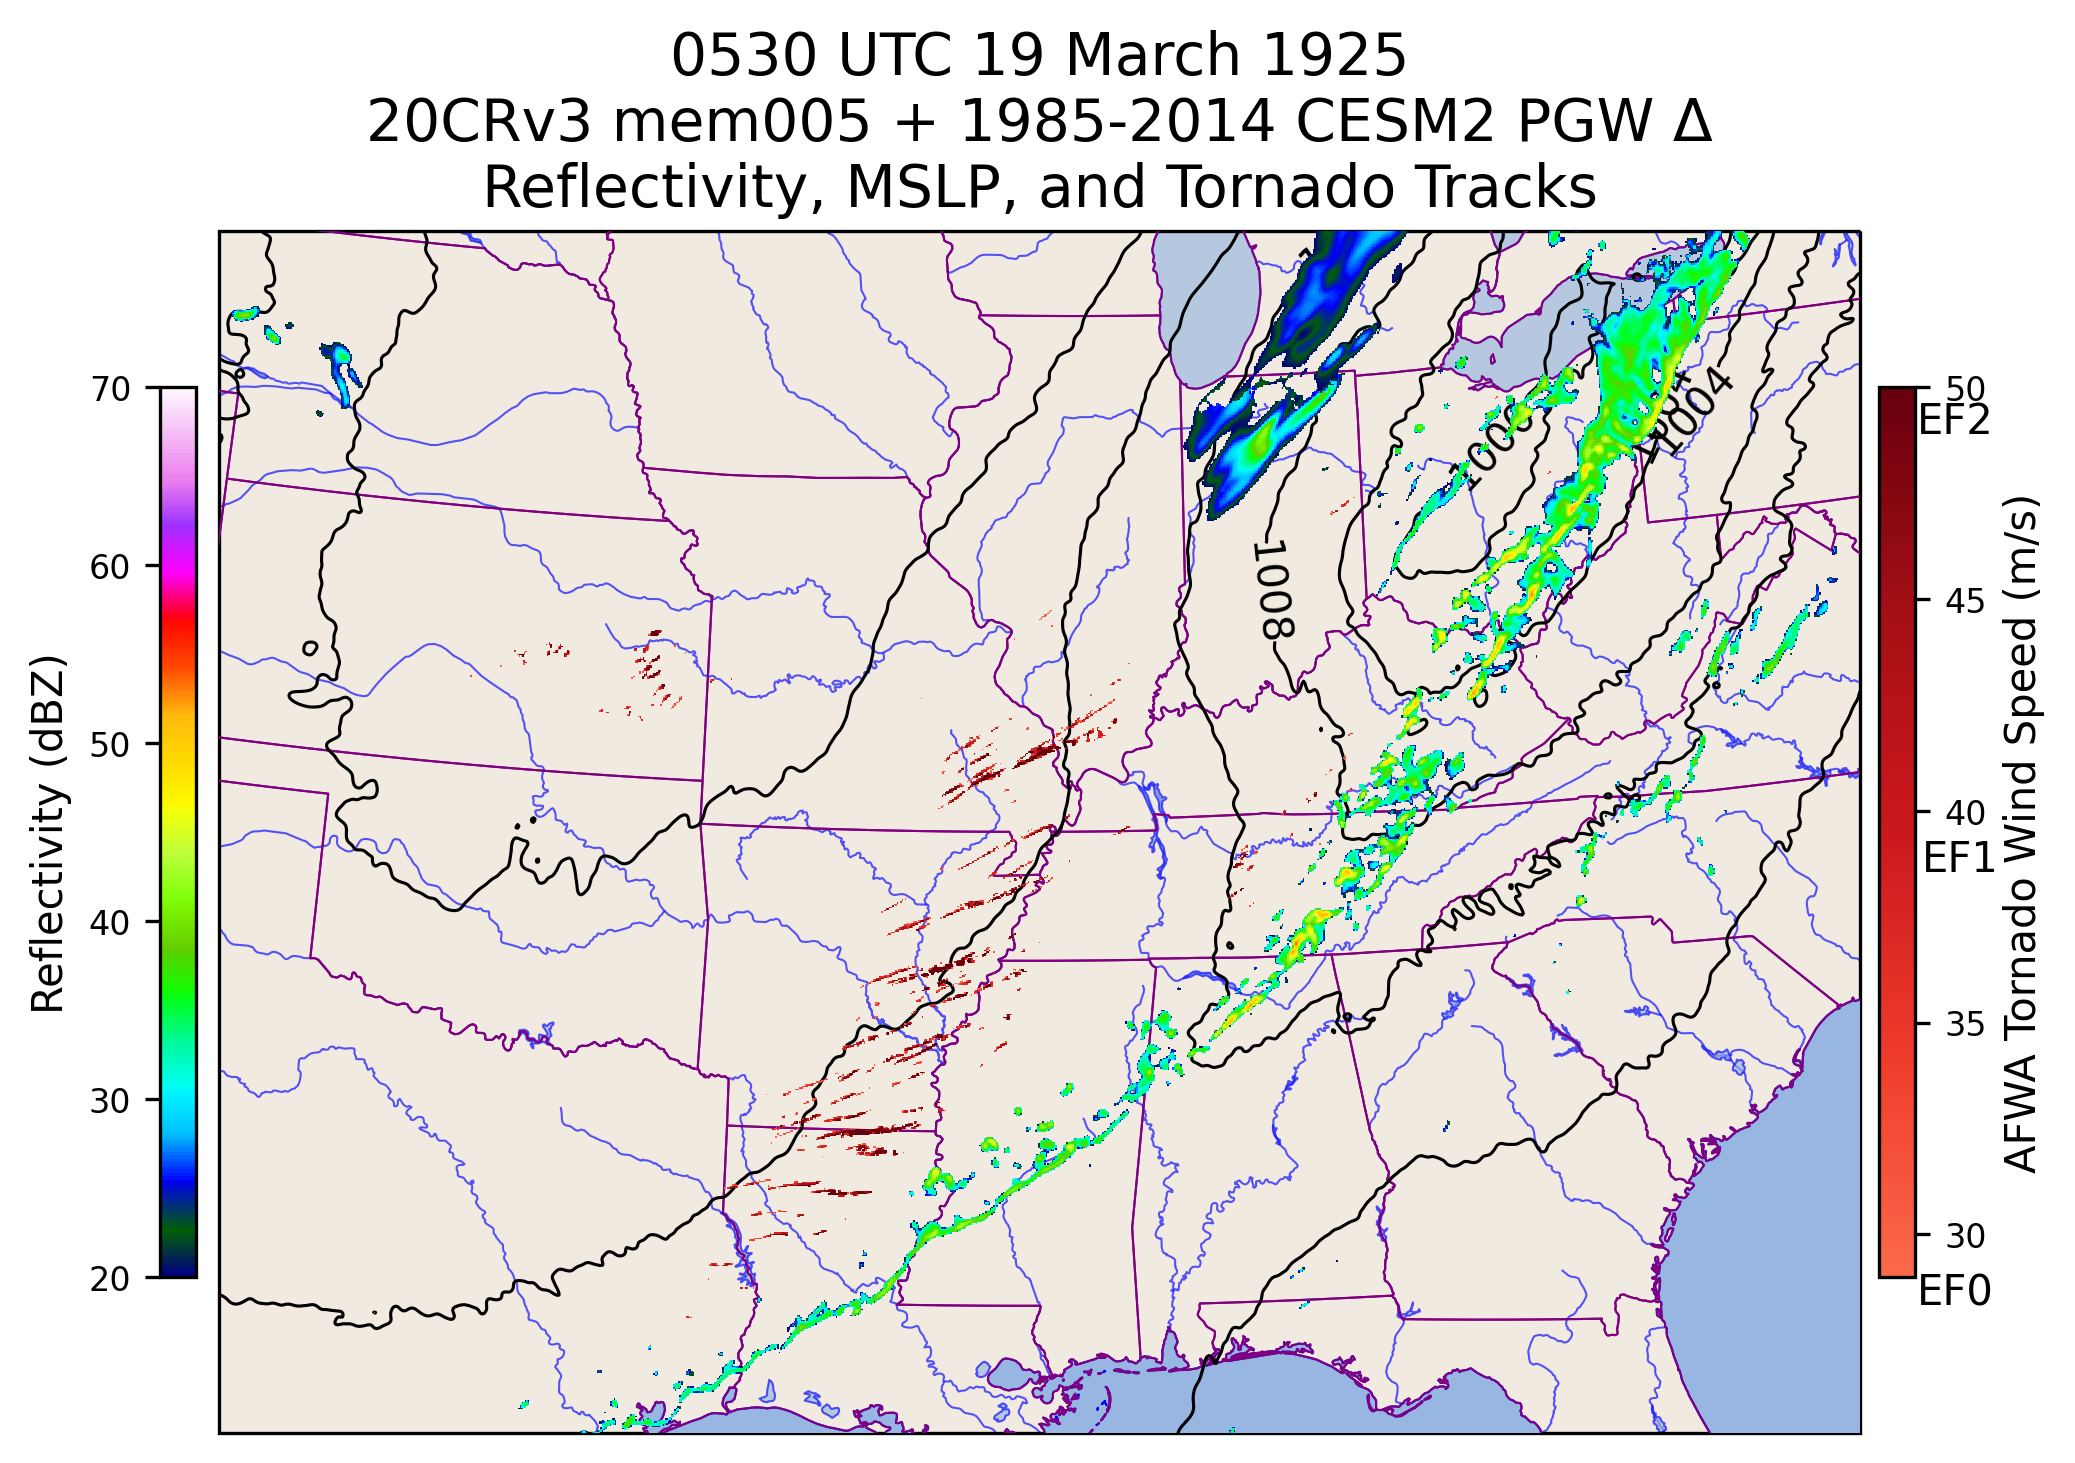 0530 UTC 19 March 1925
20CRv3 mem005 + 1985-2014 CESM2 PGW Δ
Reflectivity, MSLP, and Tornado Tracks
70
60
50
40
30
20
Reflectivity (dBZ)
1008
1004
50
EF2
45
40
EF1
35
30
EF0
AFWA Tornado Wind Speed (m/s)